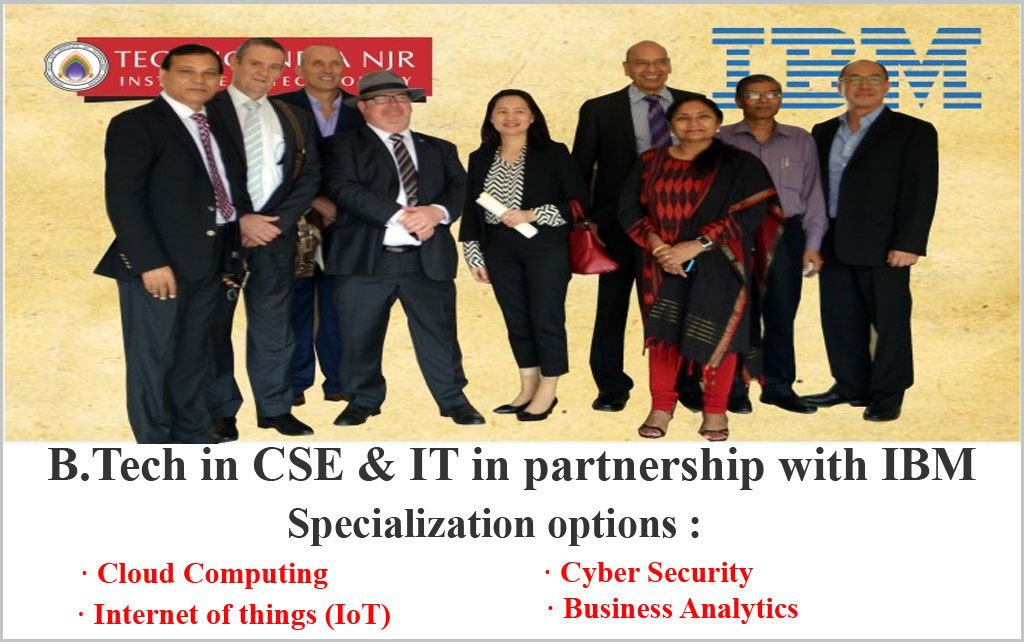 NJR
IBM
B.Tech in CSE & IT in partnership with IBM
Specialization options :
· Cloud Computing
· Cyber Security
· Internet of things (IoT)
· Business Analytics